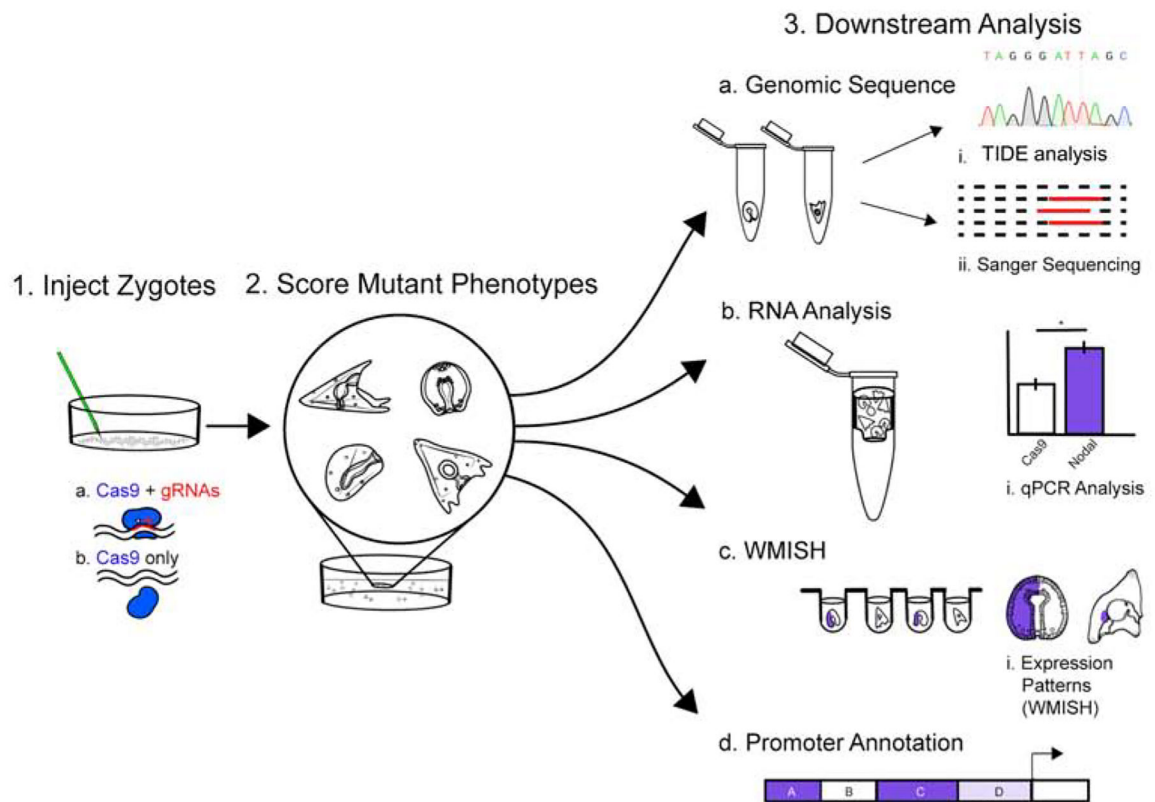 3. Downstream Analysis
T A G G G A T T A G C
a. Genomic Sequence
i. TIDE analysis
ii. Sanger Sequencing
1. Inject Zygotes
2. Score Mutant Phenotypes
a. Cas9 + gRNAs
b. Cas9 only
b. RNA Analysis
*
Cas9
Nodal
i. qPCR Analysis
c. WMISH
i. Expression
Patterns
(WMISH)
d. Promoter Annotation
A B C D